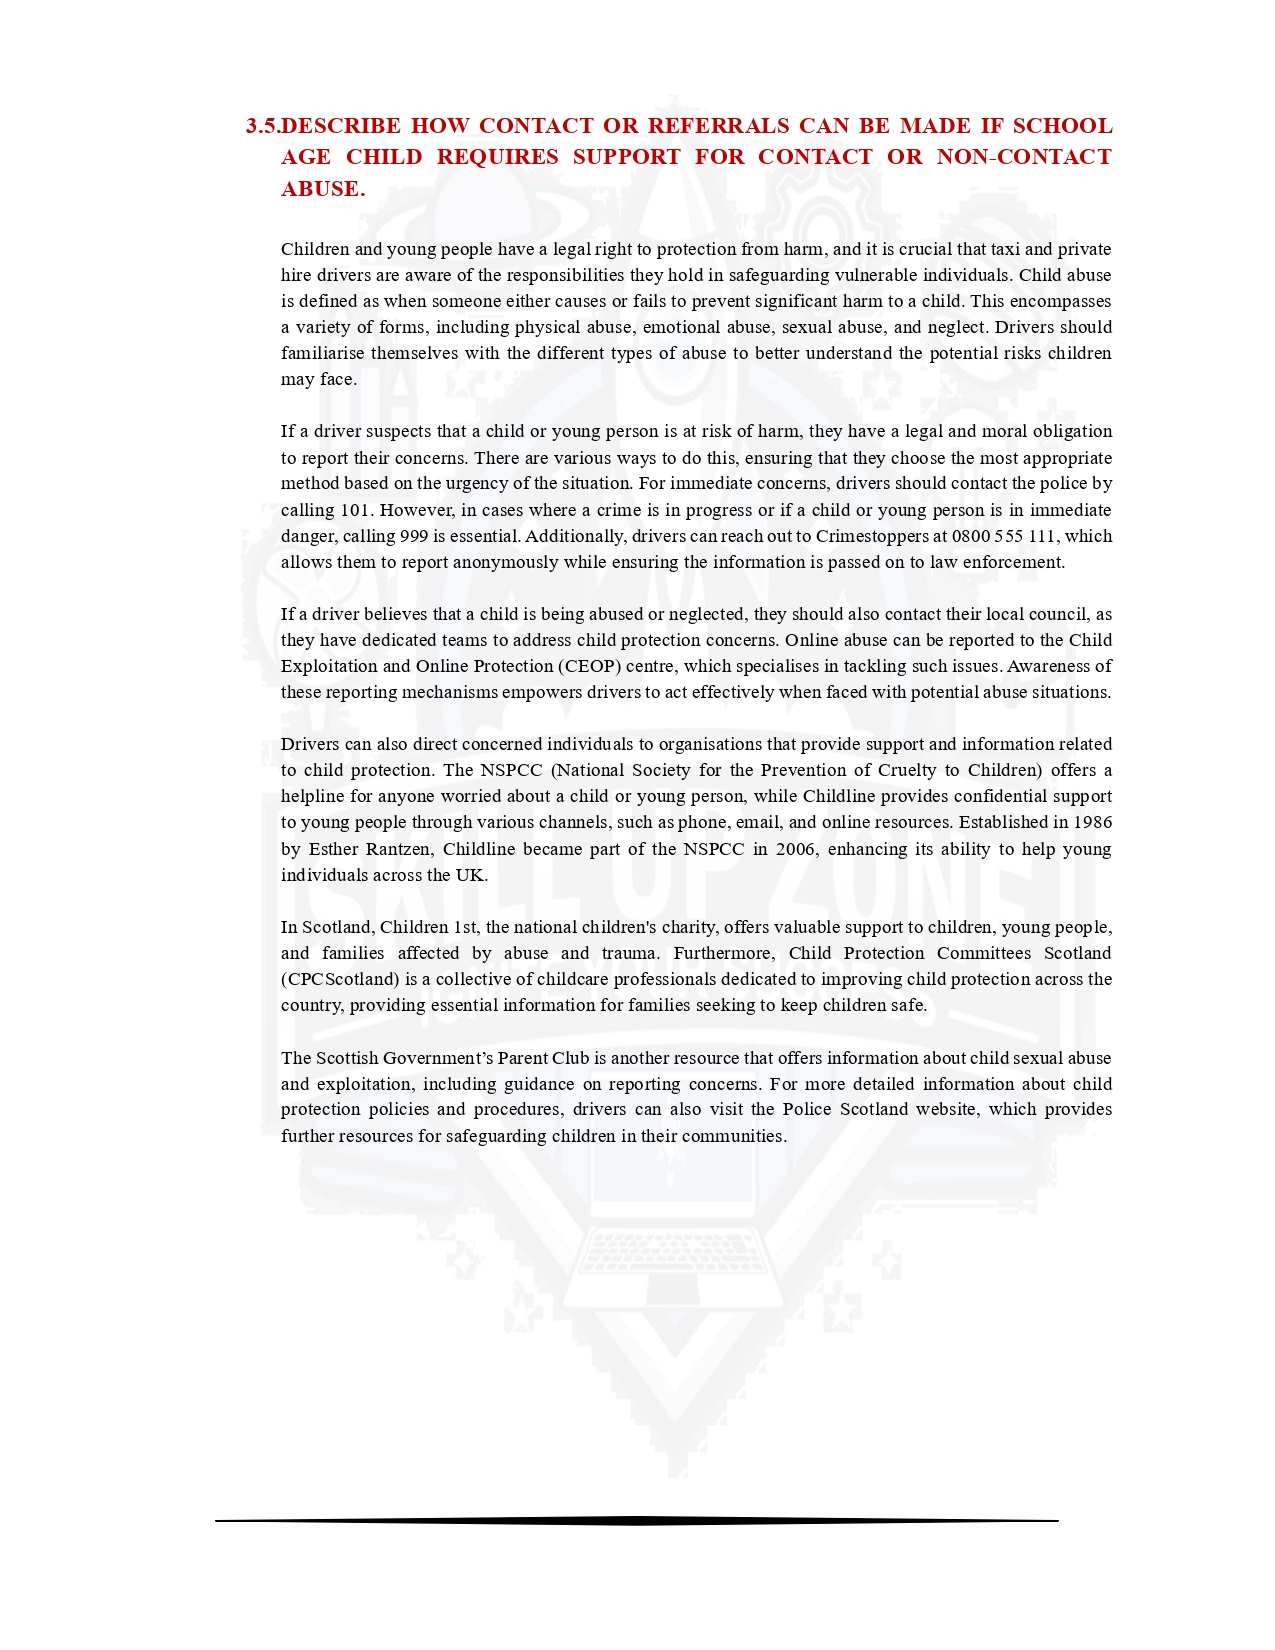 3.5.DESCRIBE HOW CONTACT OR REFERRALS CAN BE MADE IF SCHOOL
AGE CHILD REQUIRES SUPPORT FOR CONTACT OR NON-CONTACT
ABUSE.
Children and young people have a legal right to protection from harm, and it is crucial that taxi and private
hire drivers are aware of the responsibilities they hold in safeguarding vulnerable individuals. Child abuse
is defined as when someone either causes or fails to prevent significant harm to a child. This encompasses
a variety of forms, including physical abuse, emotional abuse, sexual abuse, and neglect. Drivers should
familiarise themselves with the different types of abuse to better understand the potential risks children
may face.
If a driver suspects that a child or young person is at risk of harm, they have a legal and moral obligation
to report their concerns. There are various ways to do this, ensuring that they choose the most appropriate
method based on the urgency of the situation. For immediate concerns, drivers should contact the police by
calling 101. However, in cases where a crime is in progress or if a child or young person is in immediate
danger, calling 999 is essential. Additionally, drivers can reach out to Crimestoppers at 0800 555 111, which
allows them to report anonymously while ensuring the information is passed on to law enforcement.
If a driver believes that a child is being abused or neglected, they should also contact their local council, as
they have dedicated teams to address child protection concerns. Online abuse can be reported to the Child
Exploitation and Online Protection (CEOP) centre, which specialises in tackling such issues. Awareness of
these reporting mechanisms empowers drivers to act effectively when faced with potential abuse situations.
Drivers can also direct concerned individuals to organisations that provide support and information related
to child protection. The NSPCC (National Society for the Prevention of Cruelty to Children) offers a
helpline for anyone worried about a child or young person, while Childline provides confidential support
to young people through various channels, such as phone, email, and online resources. Established in 1986
by Esther Rantzen, Childline became part of the NSPCC in 2006, enhancing its ability to help young
individuals across the UK.
SKILL UP ZONE
In Scotland, Children 1st, the national children's charity, offers valuable support to children, young people,
and families affected by abuse and trauma. Furthermore, Child Protection Committees Scotland
(CPCScotland) is a collective of childcare professionals dedicated to improving child protection across the
country, providing essential information for families seeking to keep children safe.
The Scottish Government’s Parent Club is another resource that offers information about child sexual abuse
and exploitation, including guidance on reporting concerns. For more detailed information about child
protection policies and procedures, drivers can also visit the Police Scotland website, which provides
further resources for safeguarding children in their communities.